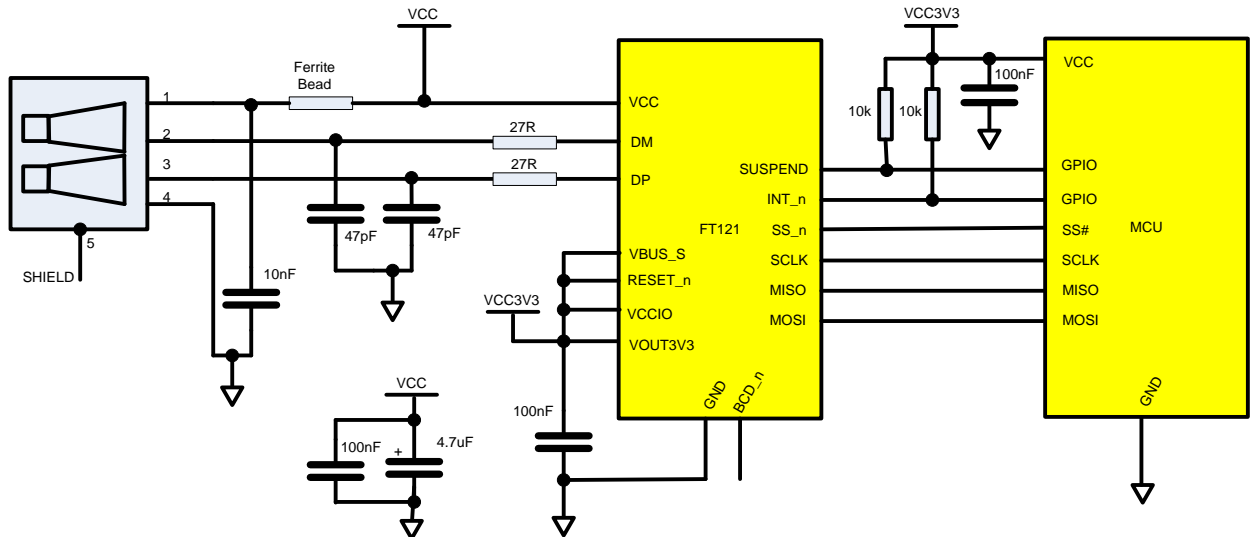 VCC
VCC3V3
Ferrite
Bead
1
2
3
4
5
SHIELD
10nF
47pF
47pF
27R
27R
VCC
DM
DP
SUSPEND
INT_n
FT121
SS_n
VBUS_S
SCLK
RESET_n
MISO
VCCIO
MOSI
VOUT3V3
GND
BCD_n
VCC3V3
100nF
VCC
100nF
+
4.7uF
10k
10k
100nF
VCC
GPIO
GPIO
SS#
MCU
SCLK
MISO
MOSI
GND